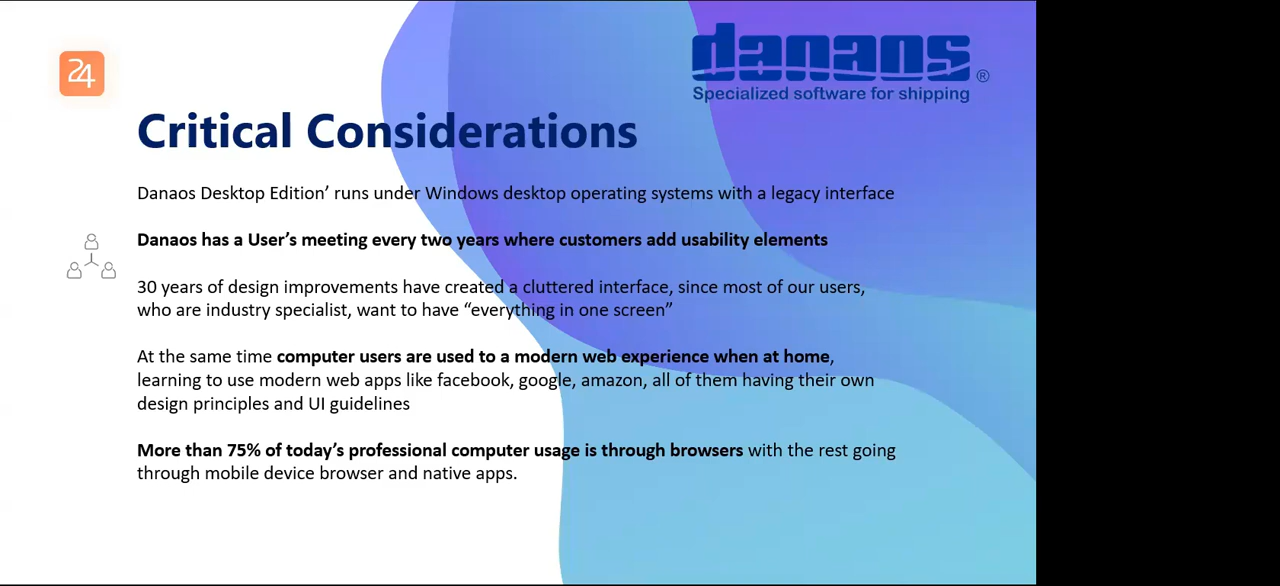 24
danaos
®
Specialized software for shipping
Critical Considerations
Danaos Desktop Edition’ runs under Windows desktop operating systems with a legacy interface
Danaos has a User’s meeting every two years where customers add usability elements
30 years of design improvements have created a cluttered interface, since most of our users,
who are industry specialist, want to have “everything in one screen”
At the same time computer users are used to a modern web experience when at home,
learning to use modern web apps like facebook, google, amazon, all of them having their own
design principles and UI guidelines
More than 75% of today’s professional computer usage is through browsers with the rest going
through mobile device browser and native apps.